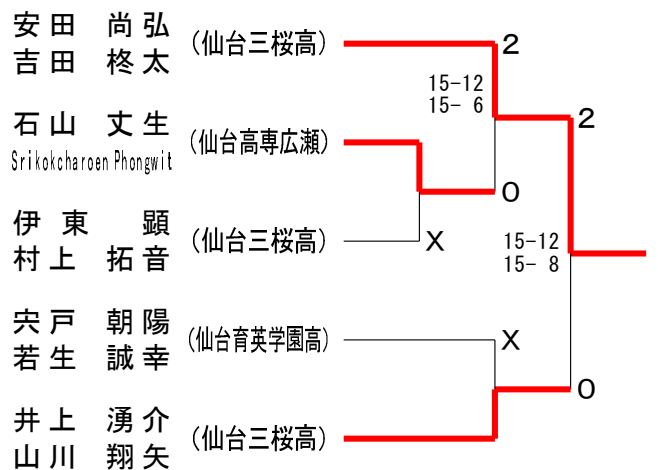 安田 尚弘
吉田 柊太
(仙台三桜高)
2
15-12
15- 6
2
石山 丈生
Srikokcharoen Phongwit
(仙台高専広瀬)
0
伊東 顕
村上 拓音
(仙台三桜高)
X
15-12
15- 8
宍戸 朝陽
若生 誠幸
(仙台育英学園高)
X
0
井上 湧介
山川 翔矢
(仙台三桜高)